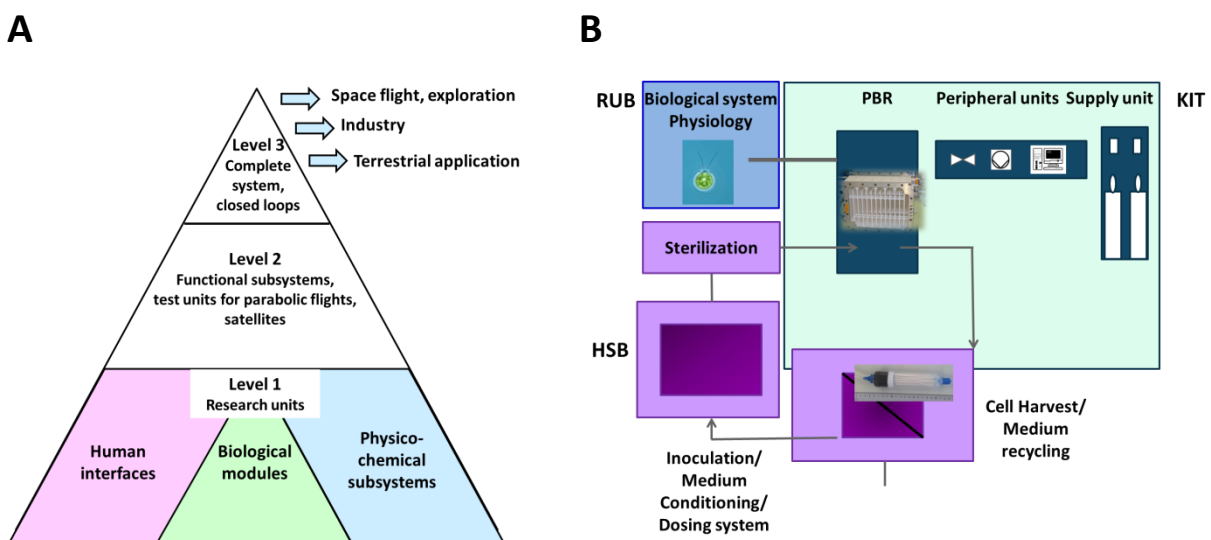 A
Space flight, exploration
Industry
Terrestrial application
Level 3
Complete
system,
closed loops
Level 2
Functional subsystems,
test units for parabolic flights,
satellites
Level 1
Research units
Human
interfaces
Biological
modules
Physico-
chemical
subsystems
B
RUB
Biological system
Physiology
PBR
Peripheral units
Supply unit
KIT
Sterilization
HSB
Cell Harvest/
Medium
recycling
Inoculation/
Medium
Conditioning/
Dosing system